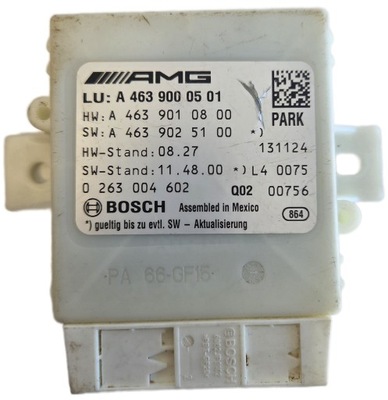 AMG
LU: A 463 900 05 01
HW: A 463 901 08 00 PARK
SW: A 463 902 51 00 *)
HW-Stand: 08.27 131124
SW-Stand: 11.48.00 *) L4 0075
0 263 004 602 Q02 00756
BOSCH Assembled in Mexico 864
*) gueltig bis zu evtl. SW - Aktualisierung
PA 66-GF15
BOSCH